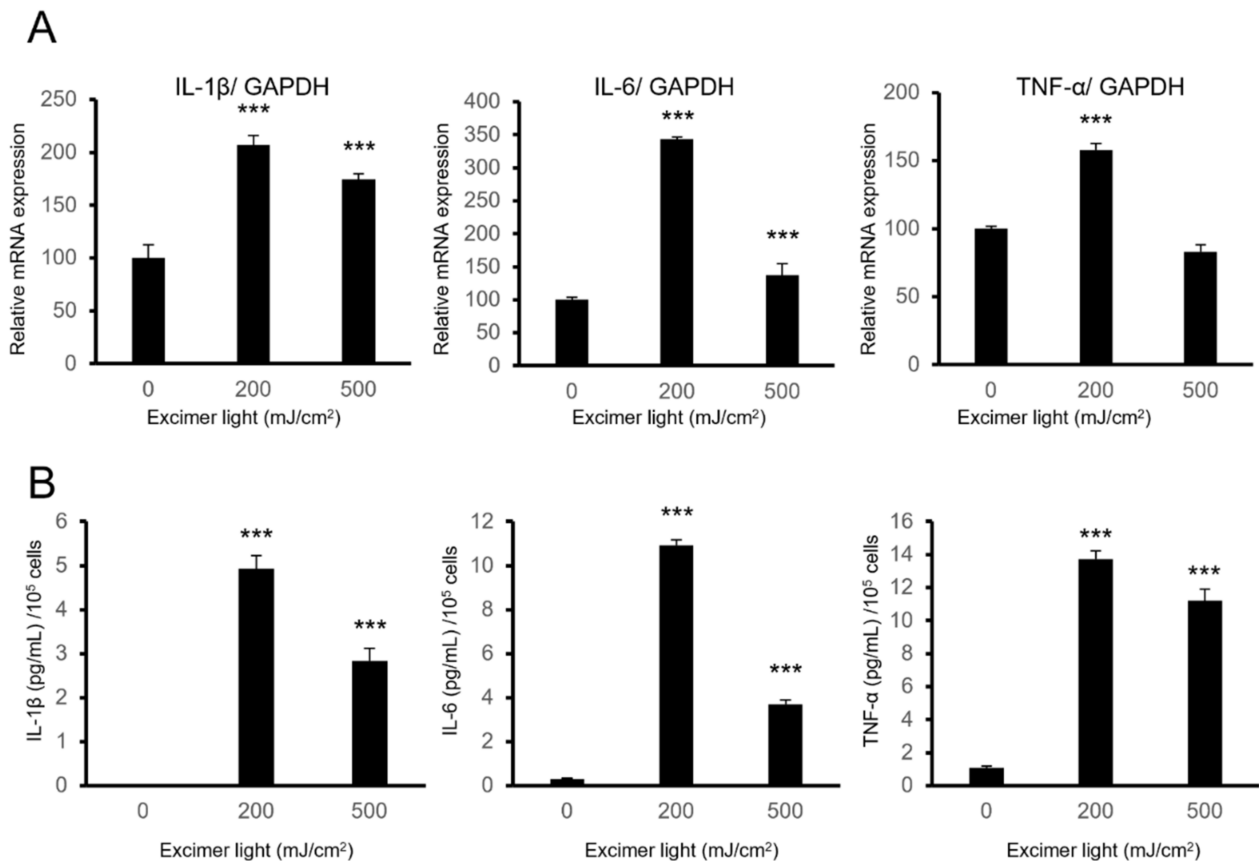 A
IL-1β/ GAPDH
Relative mRNA expression
250
200
150
100
50
0
***
***
0 200 500
Excimer light (mJ/cm²)
IL-6/ GAPDH
Relative mRNA expression
400
350
300
250
200
150
100
50
0
***
***
0 200 500
Excimer light (mJ/cm²)
TNF-α/ GAPDH
Relative mRNA expression
200
150
100
50
0
***
0 200 500
Excimer light (mJ/cm²)
B
IL-1β (pg/mL) /10⁵ cells
6
5
4
3
2
1
0
***
***
0 200 500
Excimer light (mJ/cm²)
IL-6 (pg/mL) /10⁵ cells
12
10
8
6
4
2
0
***
***
0 200 500
Excimer light (mJ/cm²)
TNF-α (pg/mL) /10⁵ cells
16
14
12
10
8
6
4
2
0
***
***
0 200 500
Excimer light (mJ/cm²)